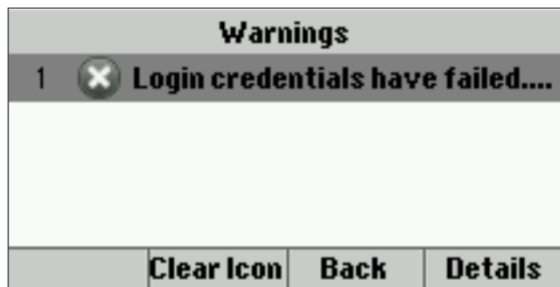 Warnings
1 Login credentials have failed....
Clear Icon Back Details